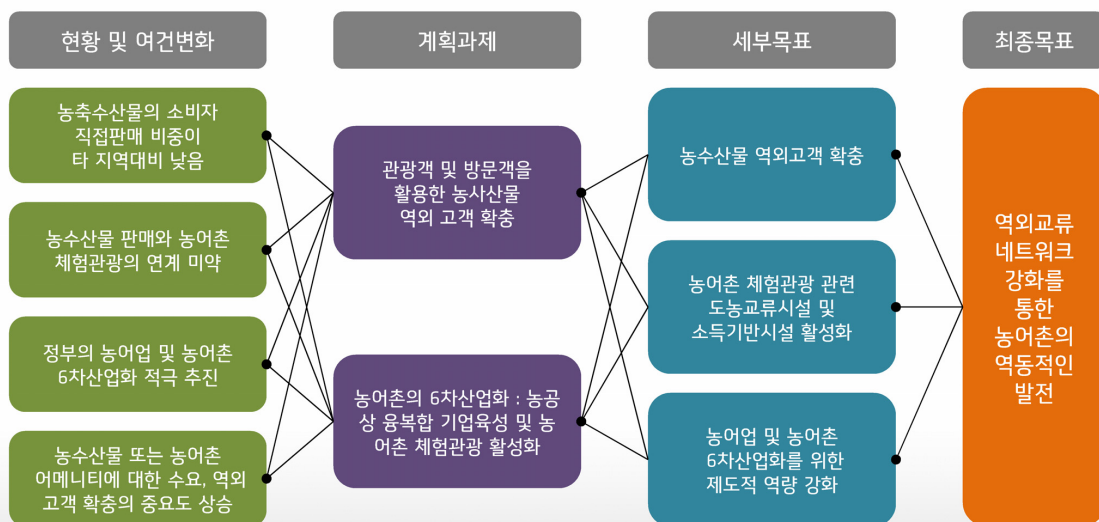 현황 및 여건변화
계획과제
세부목표
최종목표
농축수산물의 소비자
직접판매 비중이
타 지역대비 낮음
농수산물 판매와 농어촌
체험관광의 연계 미약
정부의 농어업 및 농어촌
6차산업화 적극 추진
농수산물 또는 농어촌
어메니티에 대한 수요, 역외
고객 확충의 중요도 상승
관광객 및 방문객을
활용한 농사산물
역외 고객 확충
농어촌의 6차산업화 : 농공
상 융복합 기업육성 및 농
어촌 체험관광 활성화
농수산물 역외고객 확충
농어촌 체험관광 관련
도농교류시설 및
소득기반시설 활성화
농어업 및 농어촌
6차산업화를 위한
제도적 역량 강화
역외교류
네트워크
강화를
통한
농어촌의
역동적인
발전